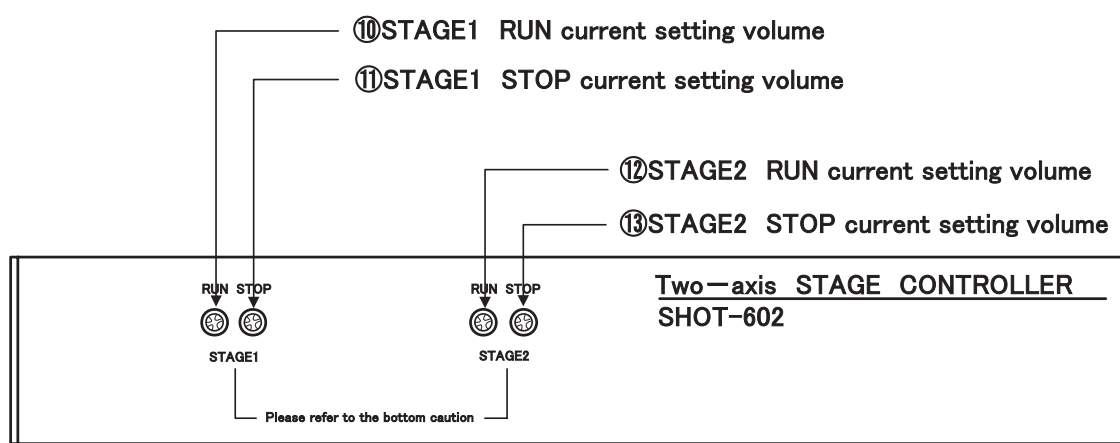 ⑩STAGE1 RUN current setting volume
⑪STAGE1 STOP current setting volume
⑫STAGE2 RUN current setting volume
⑬STAGE2 STOP current setting volume
RUN STOP
RUN STOP
Two－axis STAGE CONTROLLER
SHOT-602
STAGE1
STAGE2
Please refer to the bottom caution